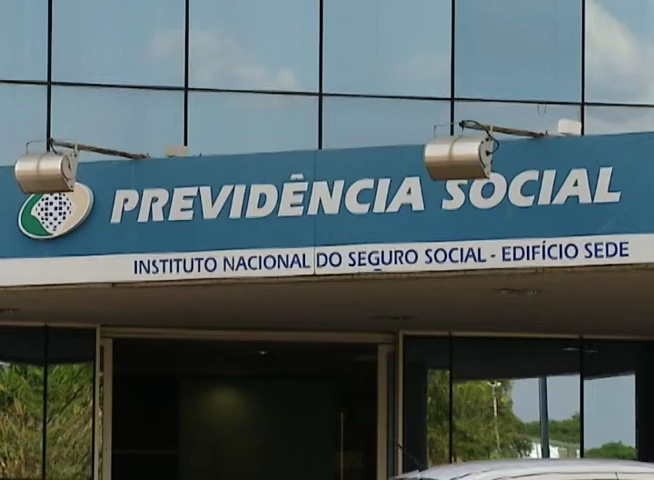 PREVIDÊNCIA SOCIAL
INSTITUTO NACIONAL DO SEGURO SOCIAL - EDIFÍCIO SEDE